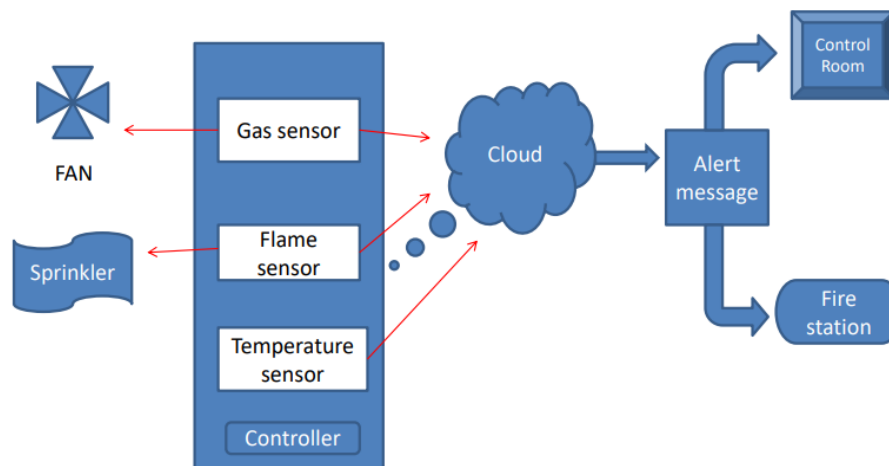 FAN
Sprinkler
Gas sensor
Flame
sensor
Temperature
sensor
Controller
Cloud
Alert
message
Control
Room
Fire
station